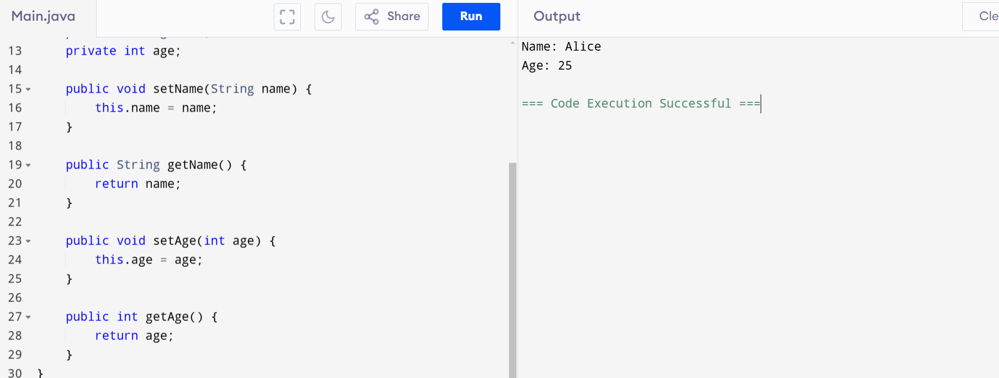 Main.java
Share
Run
Output
13 private int age;
14
15 public void setName(String name) {
16 this.name = name;
17 }
18
19 public String getName() {
20 return name;
21 }
22
23 public void setAge(int age) {
24 this.age = age;
25 }
26
27 public int getAge() {
28 return age;
29 }
30 }
Name: Alice
Age: 25
=== Code Execution Successful ===